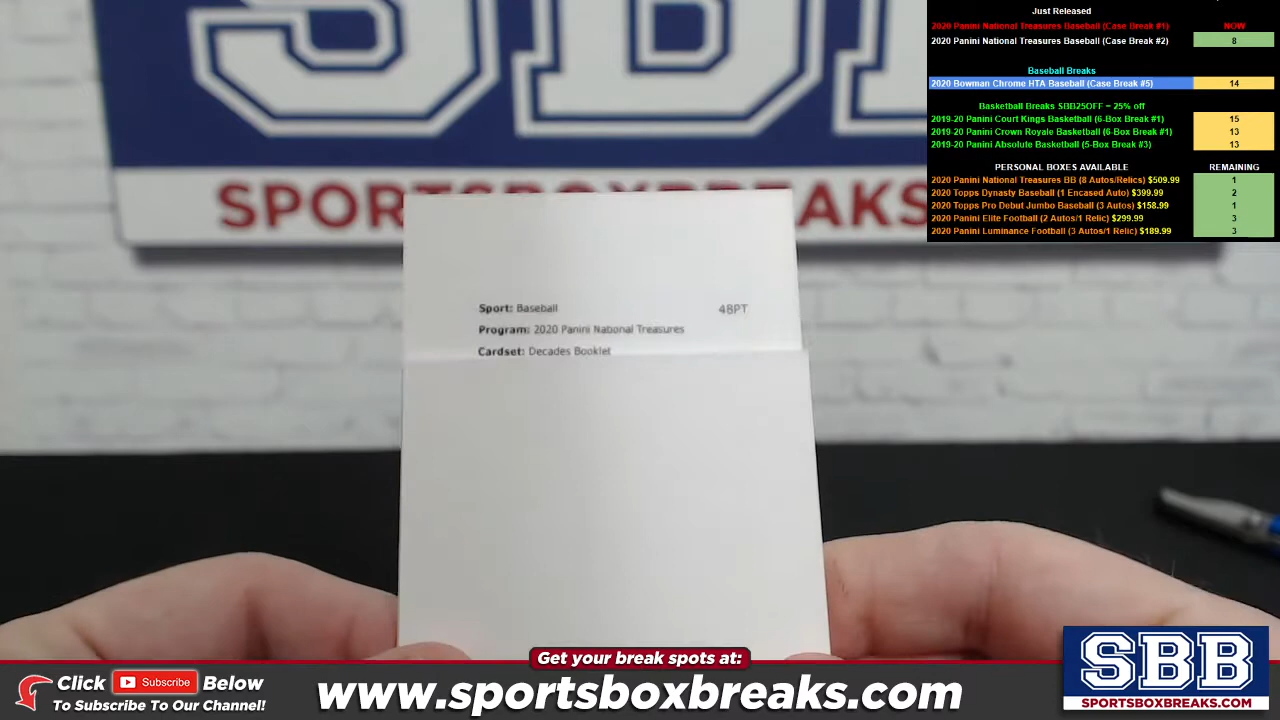 SBB
SPORTSBOXBREAKS
Just Released
2020 Panini National Treasures Baseball (Case Break #1) NOW
2020 Panini National Treasures Baseball (Case Break #2) 8
Baseball Breaks
2020 Bowman Chrome HTA Baseball (Case Break #5) 14
Basketball Breaks SBB25OFF = 25% off
2019-20 Panini Court Kings Basketball (6-Box Break #1) 15
2019-20 Panini Crown Royale Basketball (6-Box Break #1) 13
2019-20 Panini Absolute Basketball (5-Box Break #3) 13
PERSONAL BOXES AVAILABLE REMAINING
2020 Panini National Treasures BB (8 Autos/Relics) $509.99 1
2020 Topps Dynasty Baseball (1 Encased Auto) $399.99 2
2020 Topps Pro Debut Jumbo Baseball (3 Autos) $158.99 1
2020 Panini Elite Football (2 Autos/1 Relic) $299.99 3
2020 Panini Luminance Football (3 Autos/1 Relic) $189.99 3
Sport: Baseball 48PT
Program: 2020 Panini National Treasures
Cardset: Decades Booklet
Get your break spots at:
Click Subscribe Below
To Subscribe To Our Channel!
www.sportsboxbreaks.com
SBB
SPORTSBOXBREAKS.COM